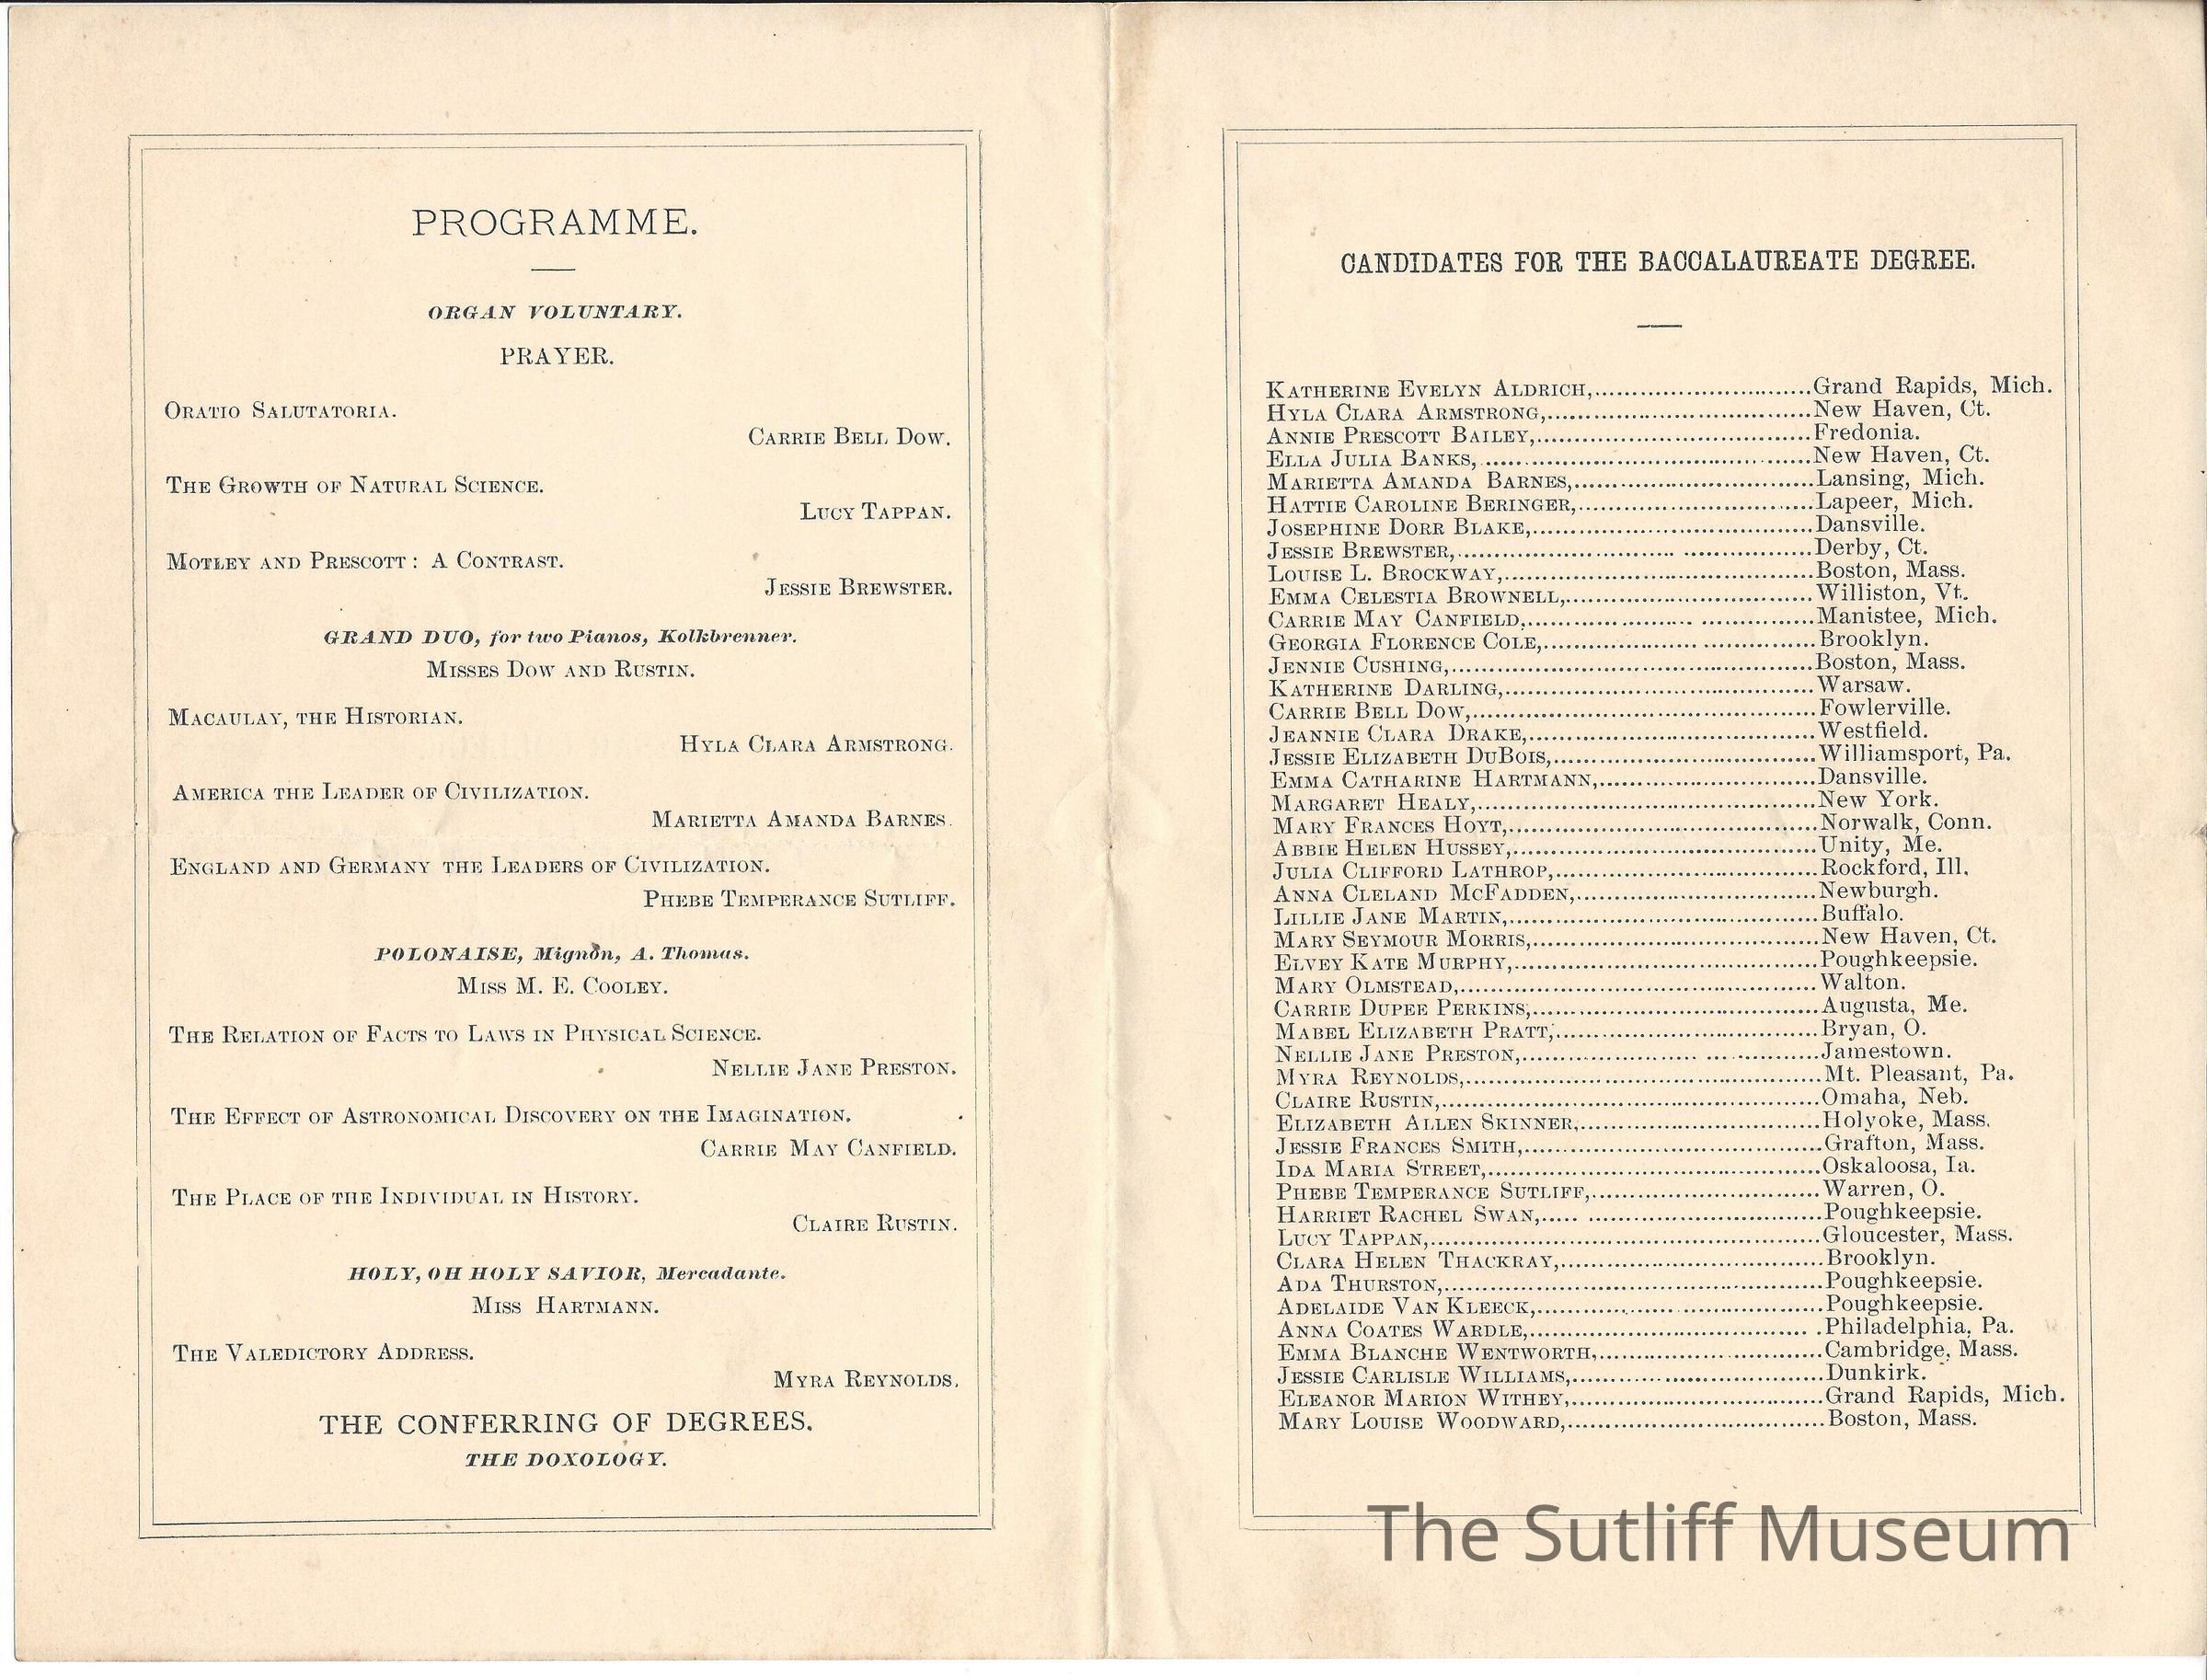 PROGRAMME.
ORGAN VOLUNTARY.
PRAYER.
ORATIO SALUTATORIA.
CARRIE BELL DOW.
THE GROWTH OF NATURAL SCIENCE.
LUCY TAPPAN.
MOTLEY AND PRESCOTT: A CONTRAST.
JESSIE BREWSTER.
GRAND DUO, for two Pianos, Kolkbrenner.
MISSES DOW AND RUSTIN.
MACAULAY, THE HISTORIAN.
HYLA CLARA ARMSTRONG.
AMERICA THE LEADER OF CIVILIZATION.
MARIETTA AMANDA BARNES.
ENGLAND AND GERMANY THE LEADERS OF CIVILIZATION.
PHEBE TEMPERANCE SUTLIFF.
POLONAISE, Mignon, A. Thomas.
MISS M. E. COOLEY.
THE RELATION OF FACTS TO LAWS IN PHYSICAL SCIENCE.
NELLIE JANE PRESTON.
THE EFFECT OF ASTRONOMICAL DISCOVERY ON THE IMAGINATION.
CARRIE MAY CANFIELD.
THE PLACE OF THE INDIVIDUAL IN HISTORY.
CLAIRE RUSTIN.
HOLY, OH HOLY SAVIOR, Mercadante.
MISS HARTMANN.
THE VALEDICTORY ADDRESS.
MYRA REYNOLDS.
THE CONFERRING OF DEGREES.
THE DOXOLOGY.
CANDIDATES FOR THE BACCALAUREATE DEGREE.
KATHERINE EVELYN ALDRICH,..........Grand Rapids, Mich.
HYLA CLARA ARMSTRONG,..........New Haven, Ct.
ANNIE PRESCOTT BAILEY,..........Fredonia.
ELLA JULIA BANKS,..........New Haven, Ct.
MARIETTA AMANDA BARNES,..........Lansing, Mich.
HATTIE CAROLINE BERINGER,..........Lapeer, Mich.
JOSEPHINE DORR BLAKE,..........Dansville.
JESSIE BREWSTER,..........Derby, Ct.
LOUISE L. BROCKWAY,..........Boston, Mass.
EMMA CELESTIA BROWNELL,..........Williston, Vt.
CARRIE MAY CANFIELD,..........Manistee, Mich.
GEORGIA FLORENCE COLE,..........Brooklyn.
JENNIE CUSHING,..........Boston, Mass.
KATHERINE DARLING,..........Warsaw.
CARRIE BELL DOW,..........Fowlerville.
JEANNIE CLARA DRAKE,..........Westfield.
JESSIE ELIZABETH DUBOIS,..........Williamsport, Pa.
EMMA CATHARINE HARTMANN,..........Dansville.
MARGARET HEALY,..........New York.
MARY FRANCES HOYT,..........Norwalk, Conn.
ABBIE HELEN HUSSEY,..........Unity, Me.
JULIA CLIFFORD LATHROP,..........Rockford, Ill.
ANNA CLELAND MCFADDEN,..........Newburgh.
LILLIE JANE MARTIN,..........Buffalo.
MARY SEYMOUR MORRIS,..........New Haven, Ct.
ELVEY KATE MURPHY,..........Poughkeepsie.
MARY OLMSTEAD,..........Walton.
CARRIE DUPEE PERKINS,..........Augusta, Me.
MABEL ELIZABETH PRATT,..........Bryan, O.
NELLIE JANE PRESTON,..........Jamestown.
MYRA REYNOLDS,..........Mt. Pleasant, Pa.
CLAIRE RUSTIN,..........Omaha, Neb.
ELIZABETH ALLEN SKINNER,..........Holyoke, Mass.
JESSIE FRANCES SMITH,..........Grafton, Mass.
IDA MARIA STREET,..........Oskaloosa, Ia.
PHEBE TEMPERANCE SUTLIFF,..........Warren, O.
HARRIET RACHEL SWAN,..........Poughkeepsie.
LUCY TAPPAN,..........Gloucester, Mass.
CLARA HELEN THACKRAY,..........Brooklyn.
ADA THURSTON,..........Poughkeepsie.
ADELAIDE VAN KLEECK,..........Poughkeepsie.
ANNA COATES WARDLE,..........Philadelphia, Pa.
EMMA BLANCHE WENTWORTH,..........Cambridge, Mass.
JESSIE CARLISLE WILLIAMS,..........Dunkirk.
ELEANOR MARION WITHEY,..........Grand Rapids, Mich.
MARY LOUISE WOODWARD,..........Boston, Mass.
The Sutliff Museum